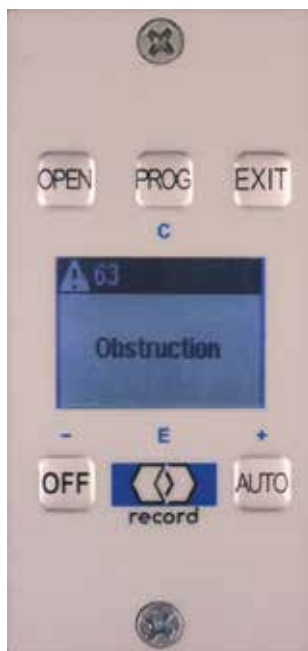 OPEN PROG EXIT
C
63
Obstruction
- E +
OFF AUTO
record